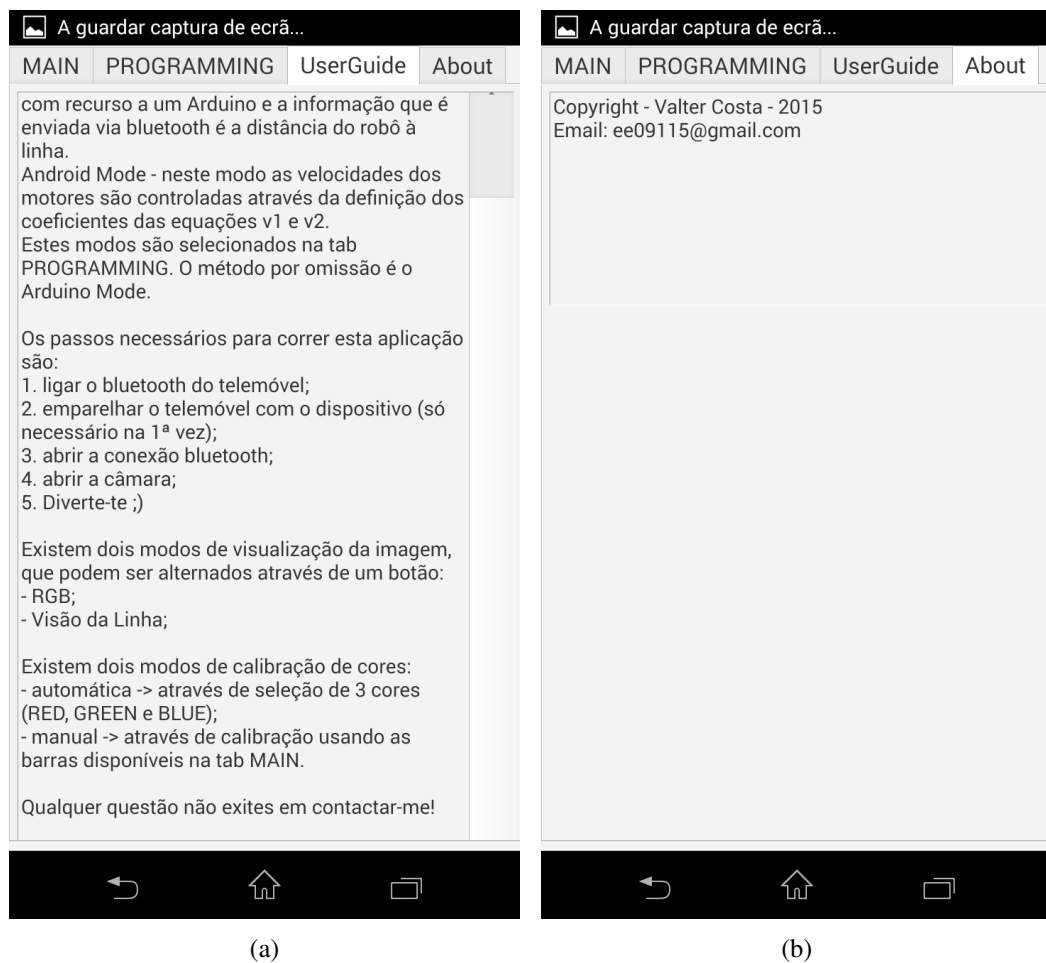 A guardar captura de ecrã...
MAIN PROGRAMMING UserGuide About
com recurso a um Arduino e a informação que é
enviada via bluetooth é a distância do robô à
linha.
Android Mode - neste modo as velocidades dos
motores são controladas através da definição dos
coeficientes das equações v1 e v2.
Estes modos são selecionados na tab
PROGRAMMING. O método por omissão é o
Arduino Mode.
Os passos necessários para correr esta aplicação
são:
1. ligar o bluetooth do telemóvel;
2. emparelhar o telemóvel com o dispositivo (só
necessário na 1ª vez);
3. abrir a conexão bluetooth;
4. abrir a câmara;
5. Diverte-te ;)
Existem dois modos de visualização da imagem,
que podem ser alternados através de um botão:
- RGB;
- Visão da Linha;
Existem dois modos de calibração de cores:
- automática -> através de seleção de 3 cores
(RED, GREEN e BLUE);
- manual -> através de calibração usando as
barras disponíveis na tab MAIN.
Qualquer questão não exites em contactar-me!
(a)
A guardar captura de ecrã...
MAIN PROGRAMMING UserGuide About
Copyright - Valter Costa - 2015
Email: ee09115@gmail.com
(b)